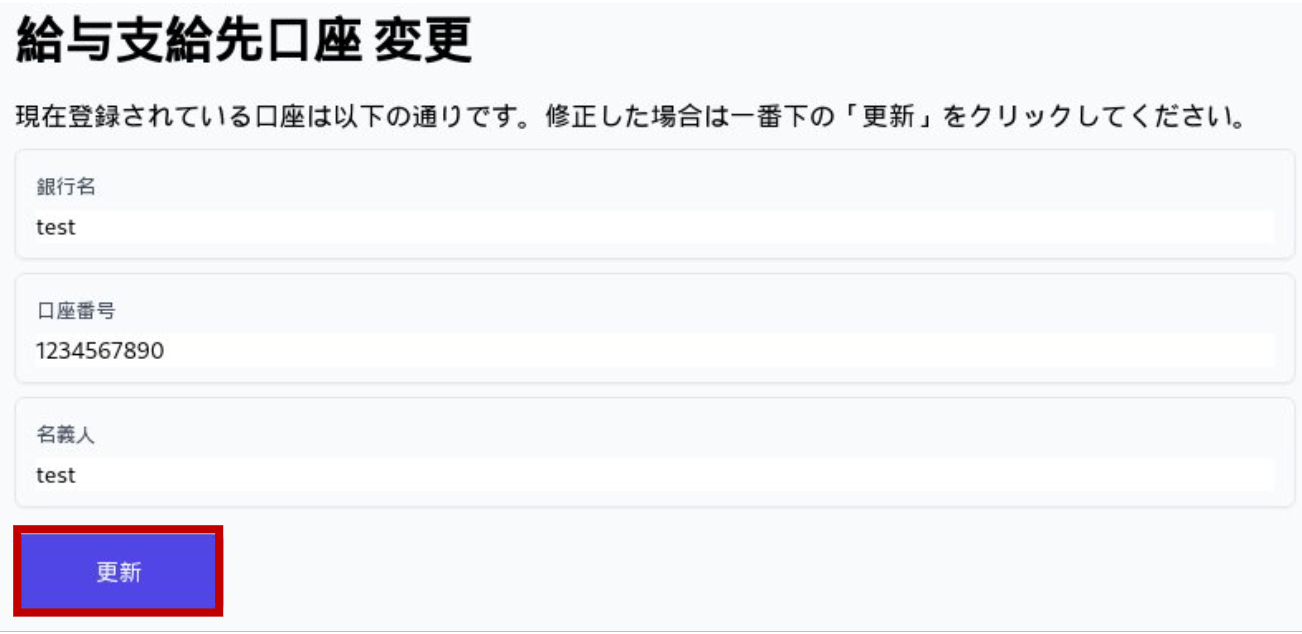 給与支給先口座 変更
現在登録されている口座は以下の通りです。修正した場合は一番下の「更新」をクリックしてください。
銀行名
test
口座番号
1234567890
名義人
test
更新